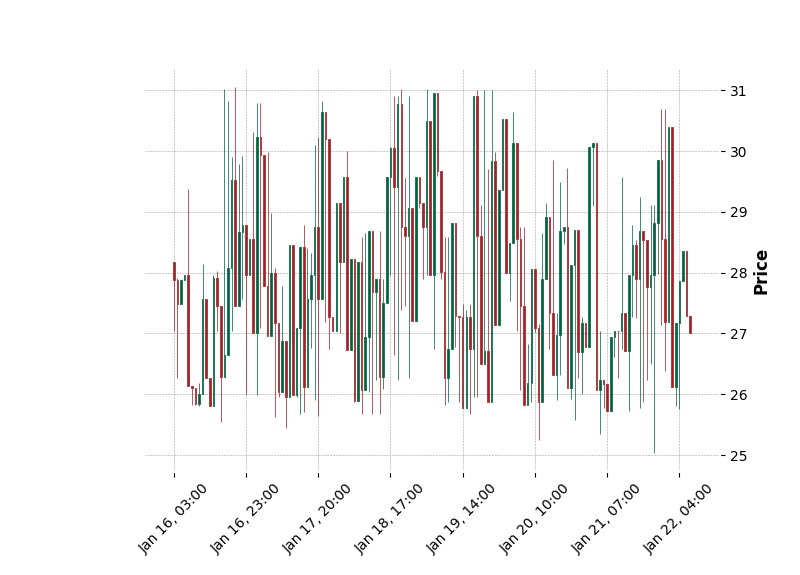 31
30
29
28
27
26
25
Price
Jan 16, 03:00
Jan 16, 23:00
Jan 17, 20:00
Jan 18, 17:00
Jan 19, 14:00
Jan 20, 10:00
Jan 21, 07:00
Jan 22, 04:00